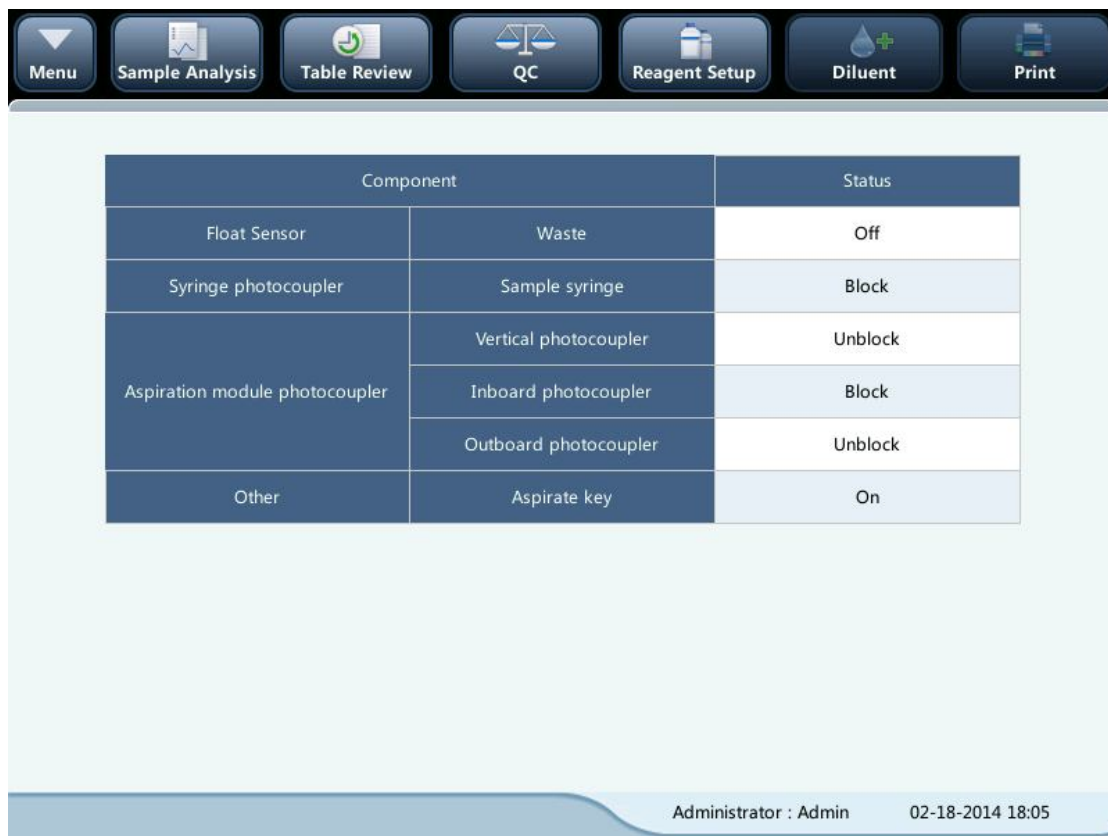 Menu Sample Analysis Table Review QC Reagent Setup Diluent Print
Component Status
Float Sensor Waste Off
Syringe photocoupler Sample syringe Block
Vertical photocoupler Unblock
Aspiration module photocoupler Inboard photocoupler Block
Outboard photocoupler Unblock
Other Aspirate key On
Administrator : Admin 02-18-2014 18:05